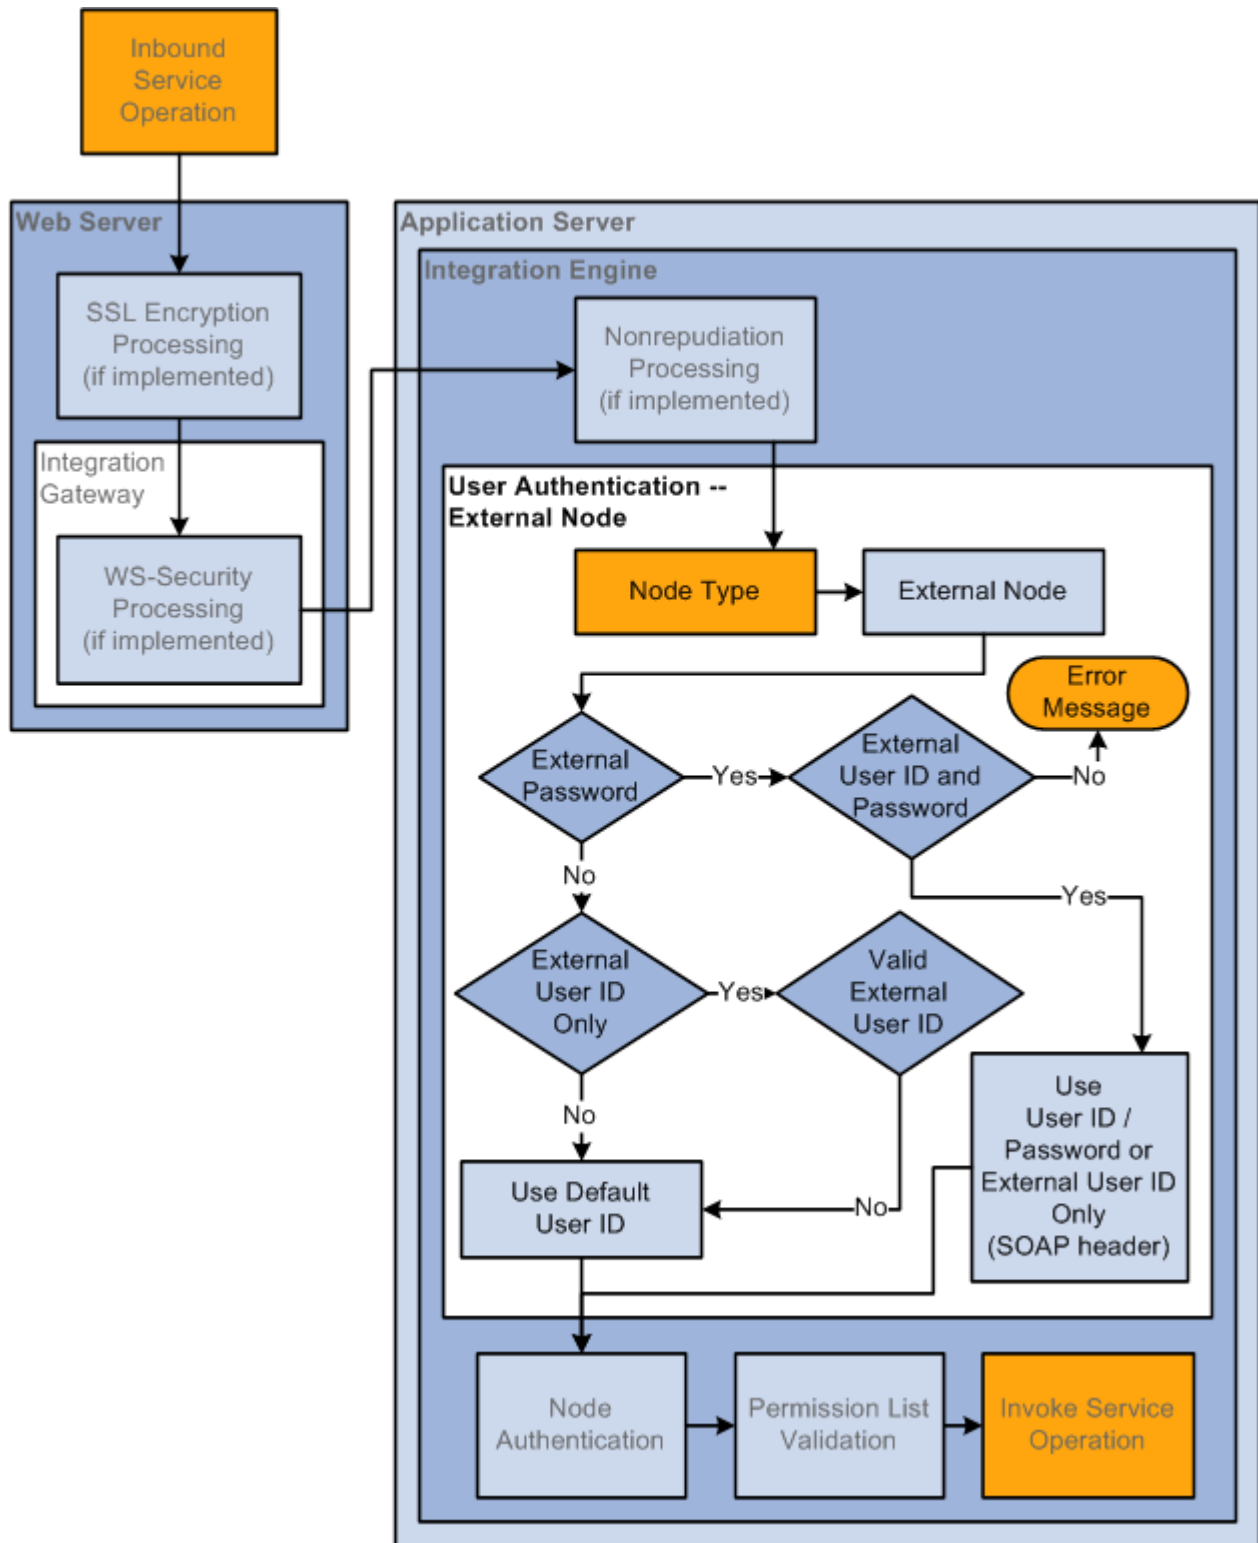 Inbound
Service
Operation
Web Server
SSL Encryption
Processing
(if implemented)
Integration
Gateway
WS-Security
Processing
(if implemented)
Application Server
Integration Engine
Nonrepudiation
Processing
(if implemented)
User Authentication --
External Node
Node Type
External Node
Error
Message
External
Password
Yes
External
User ID and
Password
No
No
Yes
External
User ID
Only
Yes
Valid
External
User ID
No
Use Default
User ID
No
Use
User ID /
Password or
External User ID
Only
(SOAP header)
Node
Authentication
Permission List
Validation
Invoke Service
Operation